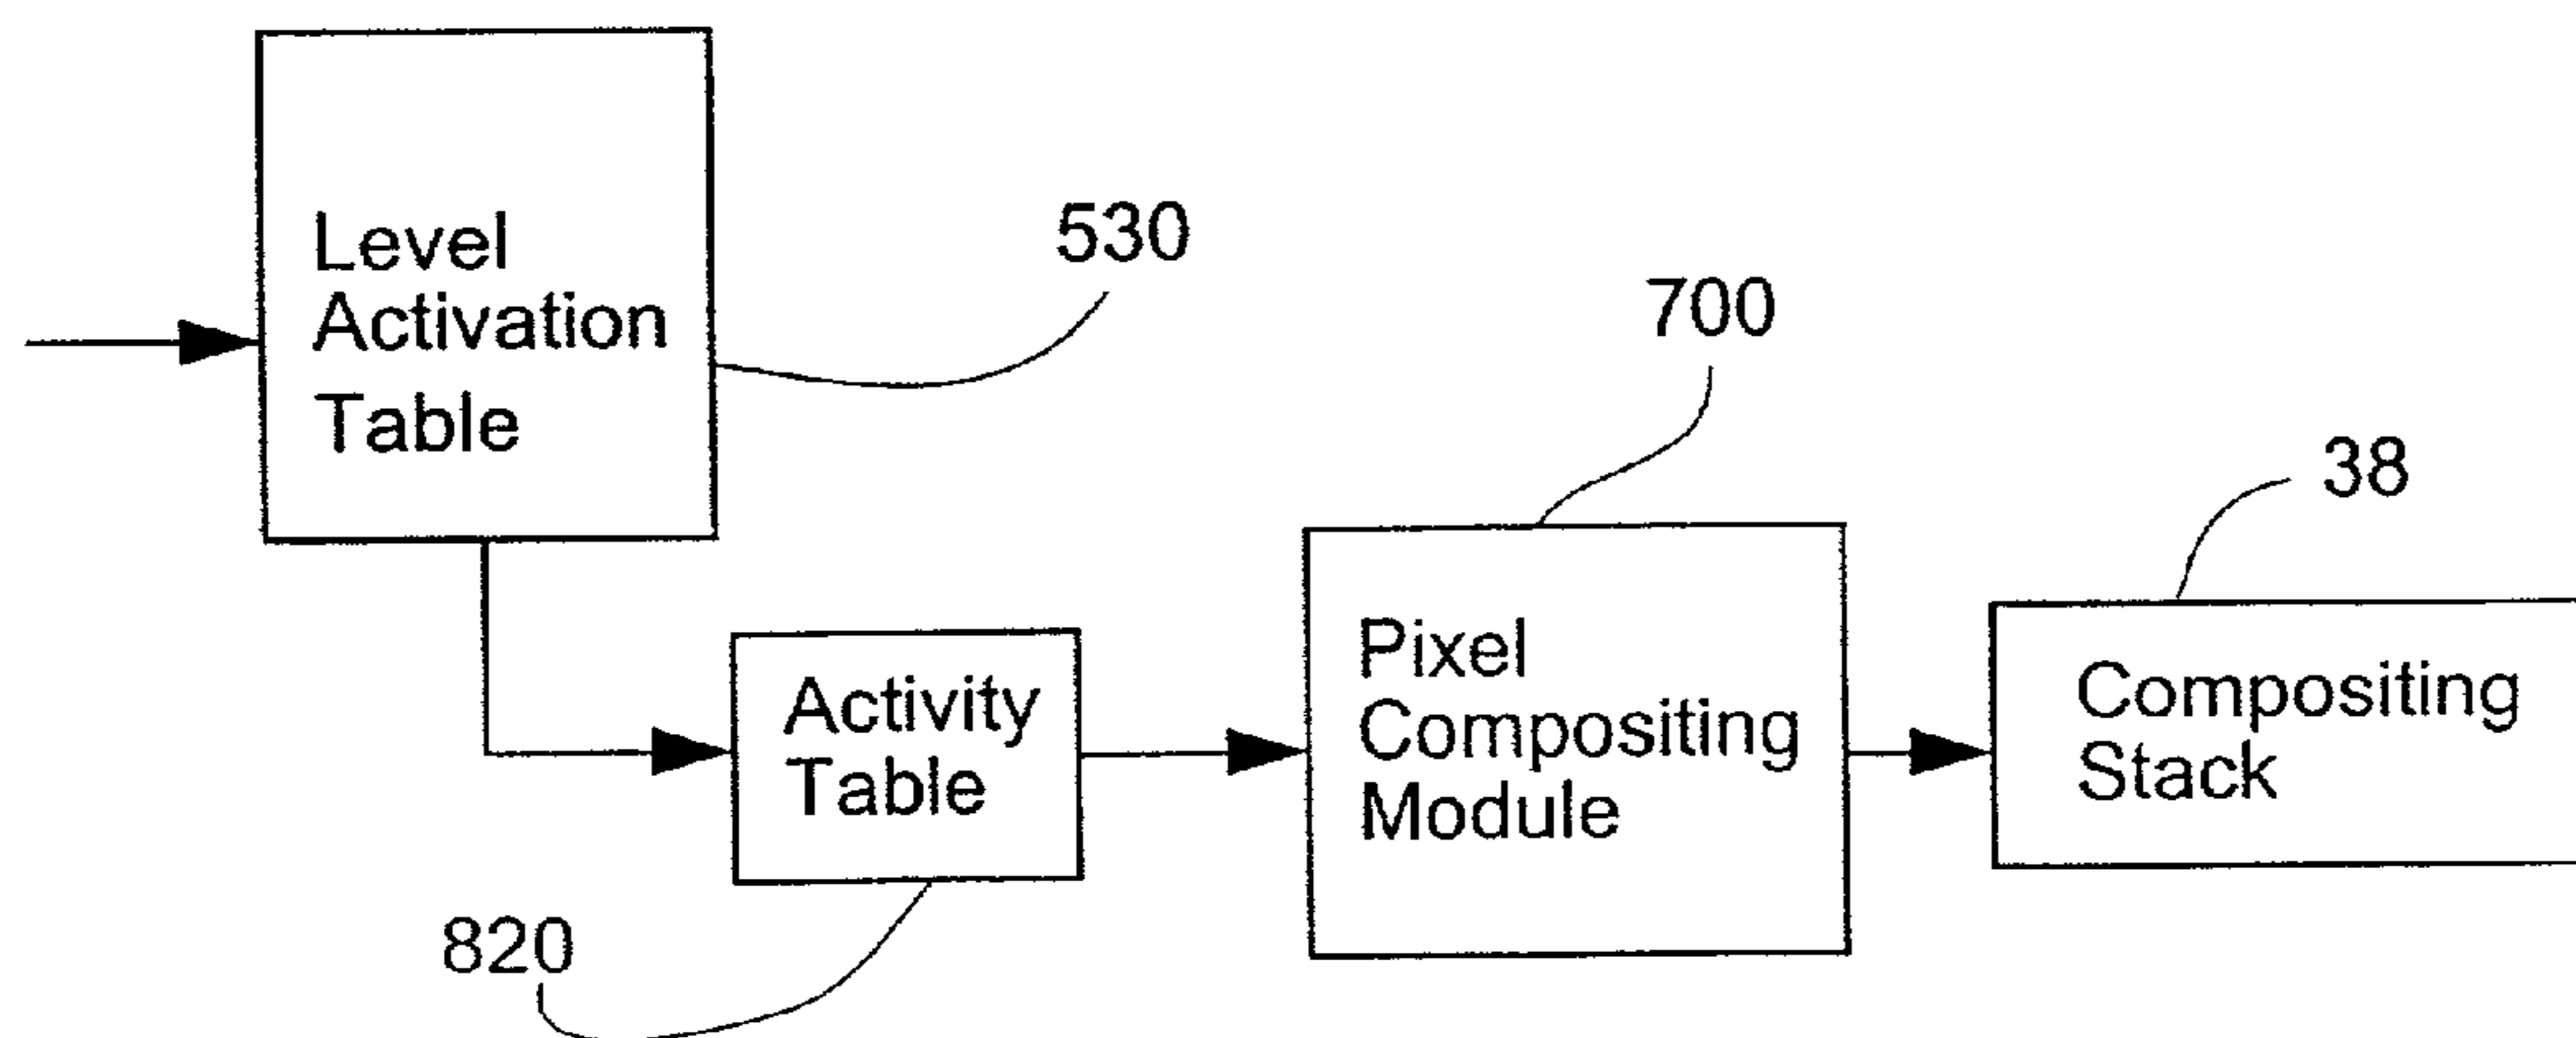 Level
Activation
Table
530
700
38
Activity
Table
820
Pixel
Compositing
Module
Compositing
Stack